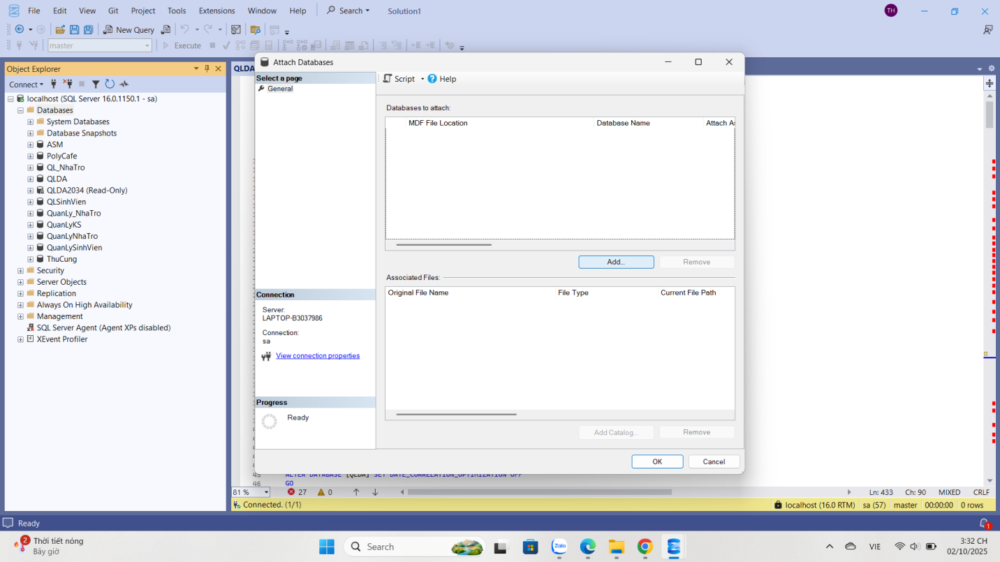 File Edit View Git Project Tools Extensions Window Help Search Solution1 TH
New Query
master Execute
Object Explorer
Connect
localhost (SQL Server 16.0.1150.1 - sa)
Databases
System Databases
Database Snapshots
ASM
PolyCafe
QL_NhaTro
QLDA
QLDA2034 (Read-Only)
QLSinhVien
QuanLy_NhaTro
QuanLyKS
QuanLyNhaTro
QuanLySinhVien
ThuCung
Security
Server Objects
Replication
Always On High Availability
Management
SQL Server Agent (Agent XPs disabled)
XEvent Profiler
QLDA
Attach Databases
Select a page
General
Script Help
Databases to attach:
MDF File Location Database Name Attach As
Add... Remove
Associated Files:
Original File Name File Type Current File Path
Connection
Server:
LAPTOP-B3037986
Connection:
sa
View connection properties
Progress
Ready
Add Catalog... Remove
OK Cancel
45 ALTER DATABASE [QLDA] SET DATE_CORRELATION_OPTIMIZATION OFF
46 GO
81 % 27 0 Ln: 433 Ch: 90 MIXED CRLF
Connected. (1/1) localhost (16.0 RTM) sa (57) master 00:00:00 0 rows
Ready 1
2 Thời tiết nóng
Bây giờ
Search Zalo VIE
3:32 CH
02/10/2025